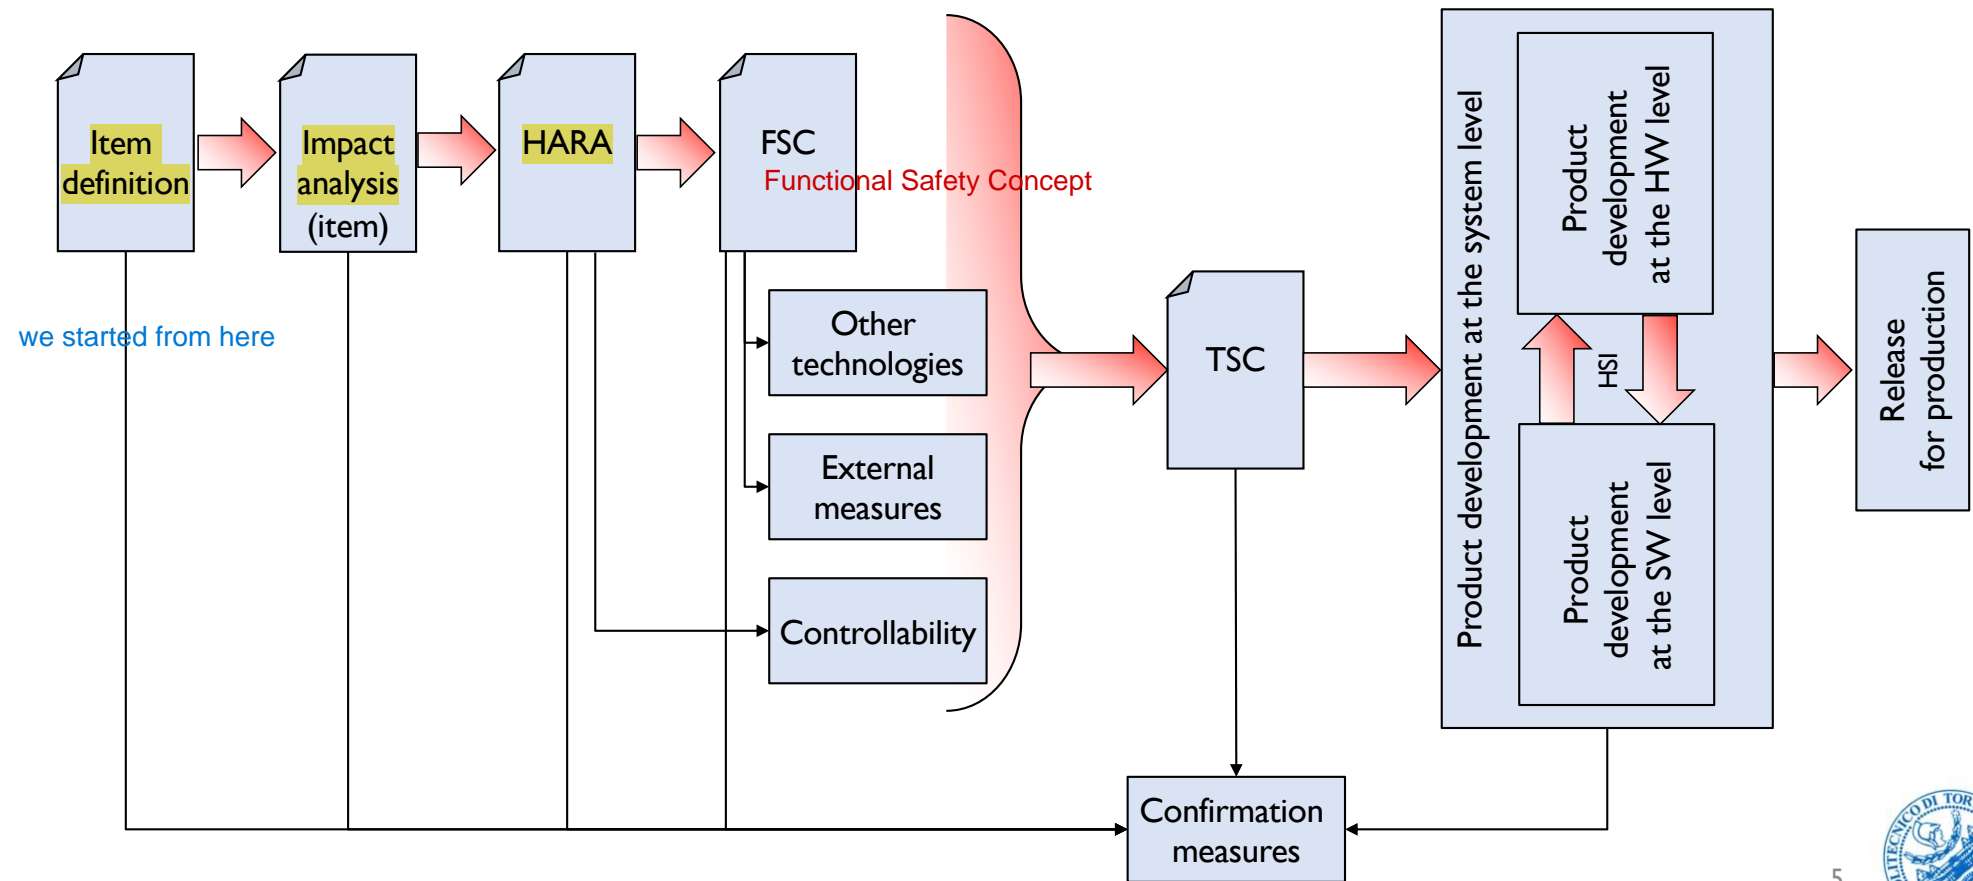 Item
definition
Impact
analysis
(item)
HARA
FSC
Functional Safety Concept
we started from here
Other
technologies
External
measures
Controllability
TSC
Product development at the system level
Product
development
at the HW level
HSI
Product
development
at the SW level
Release
for production
Confirmation
measures
5